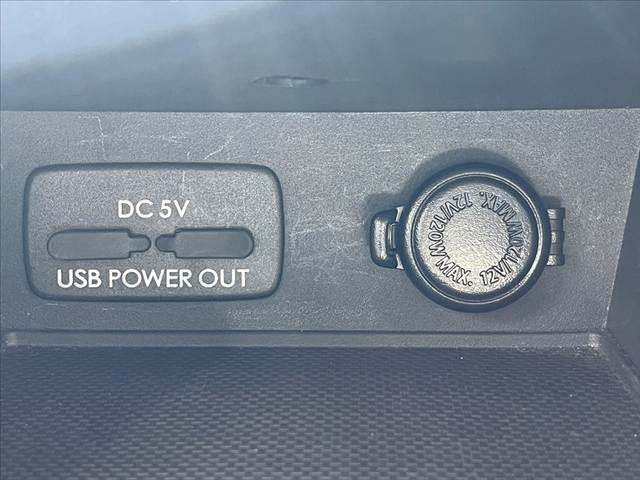 DC 5V
USB POWER OUT
12V/120W MAX. 12V/120W MAX.